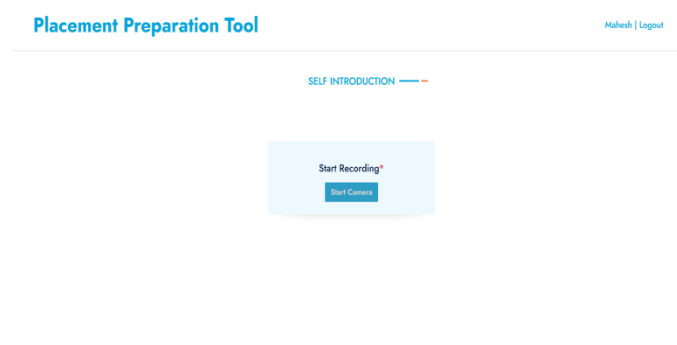 Placement Preparation Tool
Mahesh | Logout
SELF INTRODUCTION
Start Recording*
Start Camera